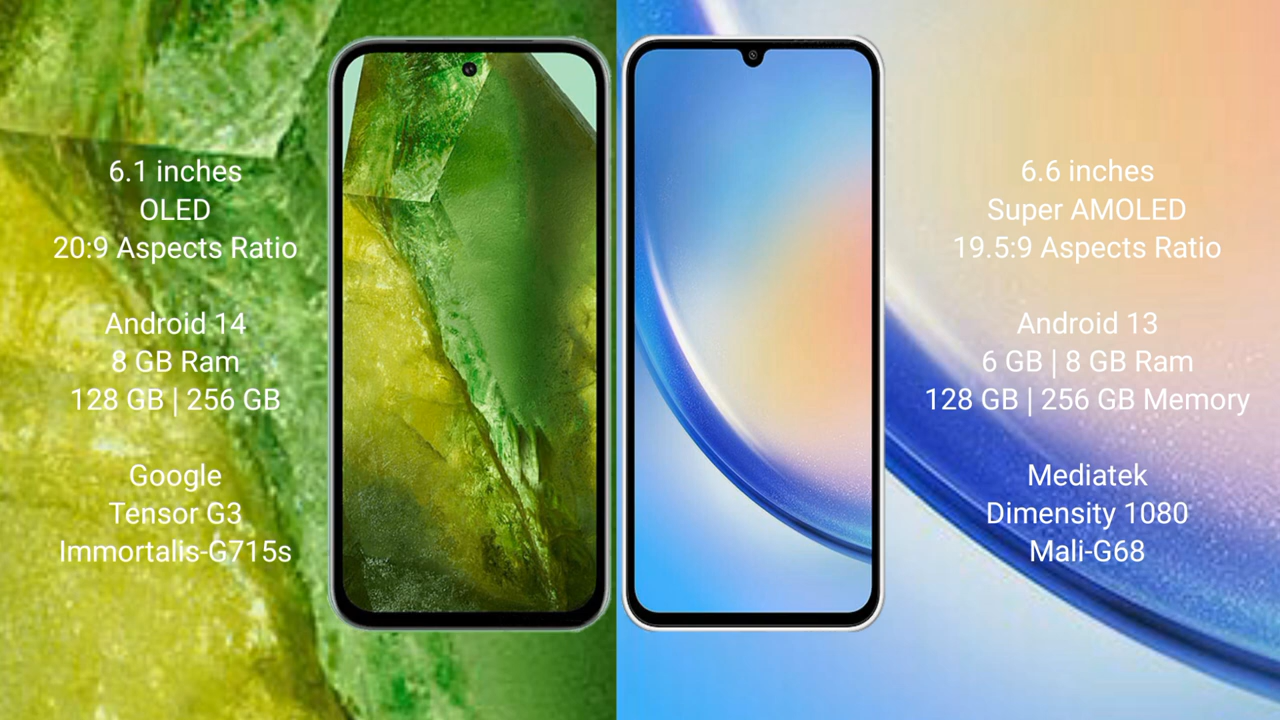 6.1 inches
OLED
20:9 Aspects Ratio
Android 14
8 GB Ram
128 GB | 256 GB
Google
Tensor G3
Immortalis-G715s
6.6 inches
Super AMOLED
19.5:9 Aspects Ratio
Android 13
6 GB | 8 GB Ram
128 GB | 256 GB Memory
Mediatek
Dimensity 1080
Mali-G68